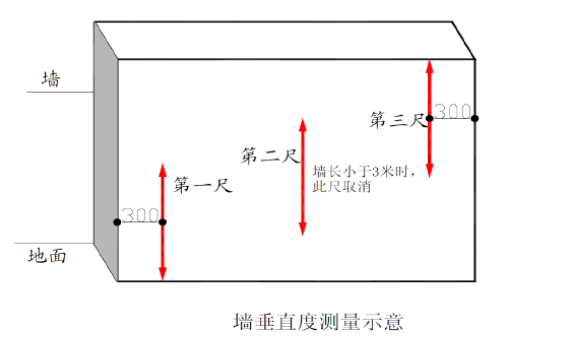 墙
300
第三尺
第二尺
墙长小于3米时，
此尺取消
第一尺
300
地面
墙垂直度测量示意